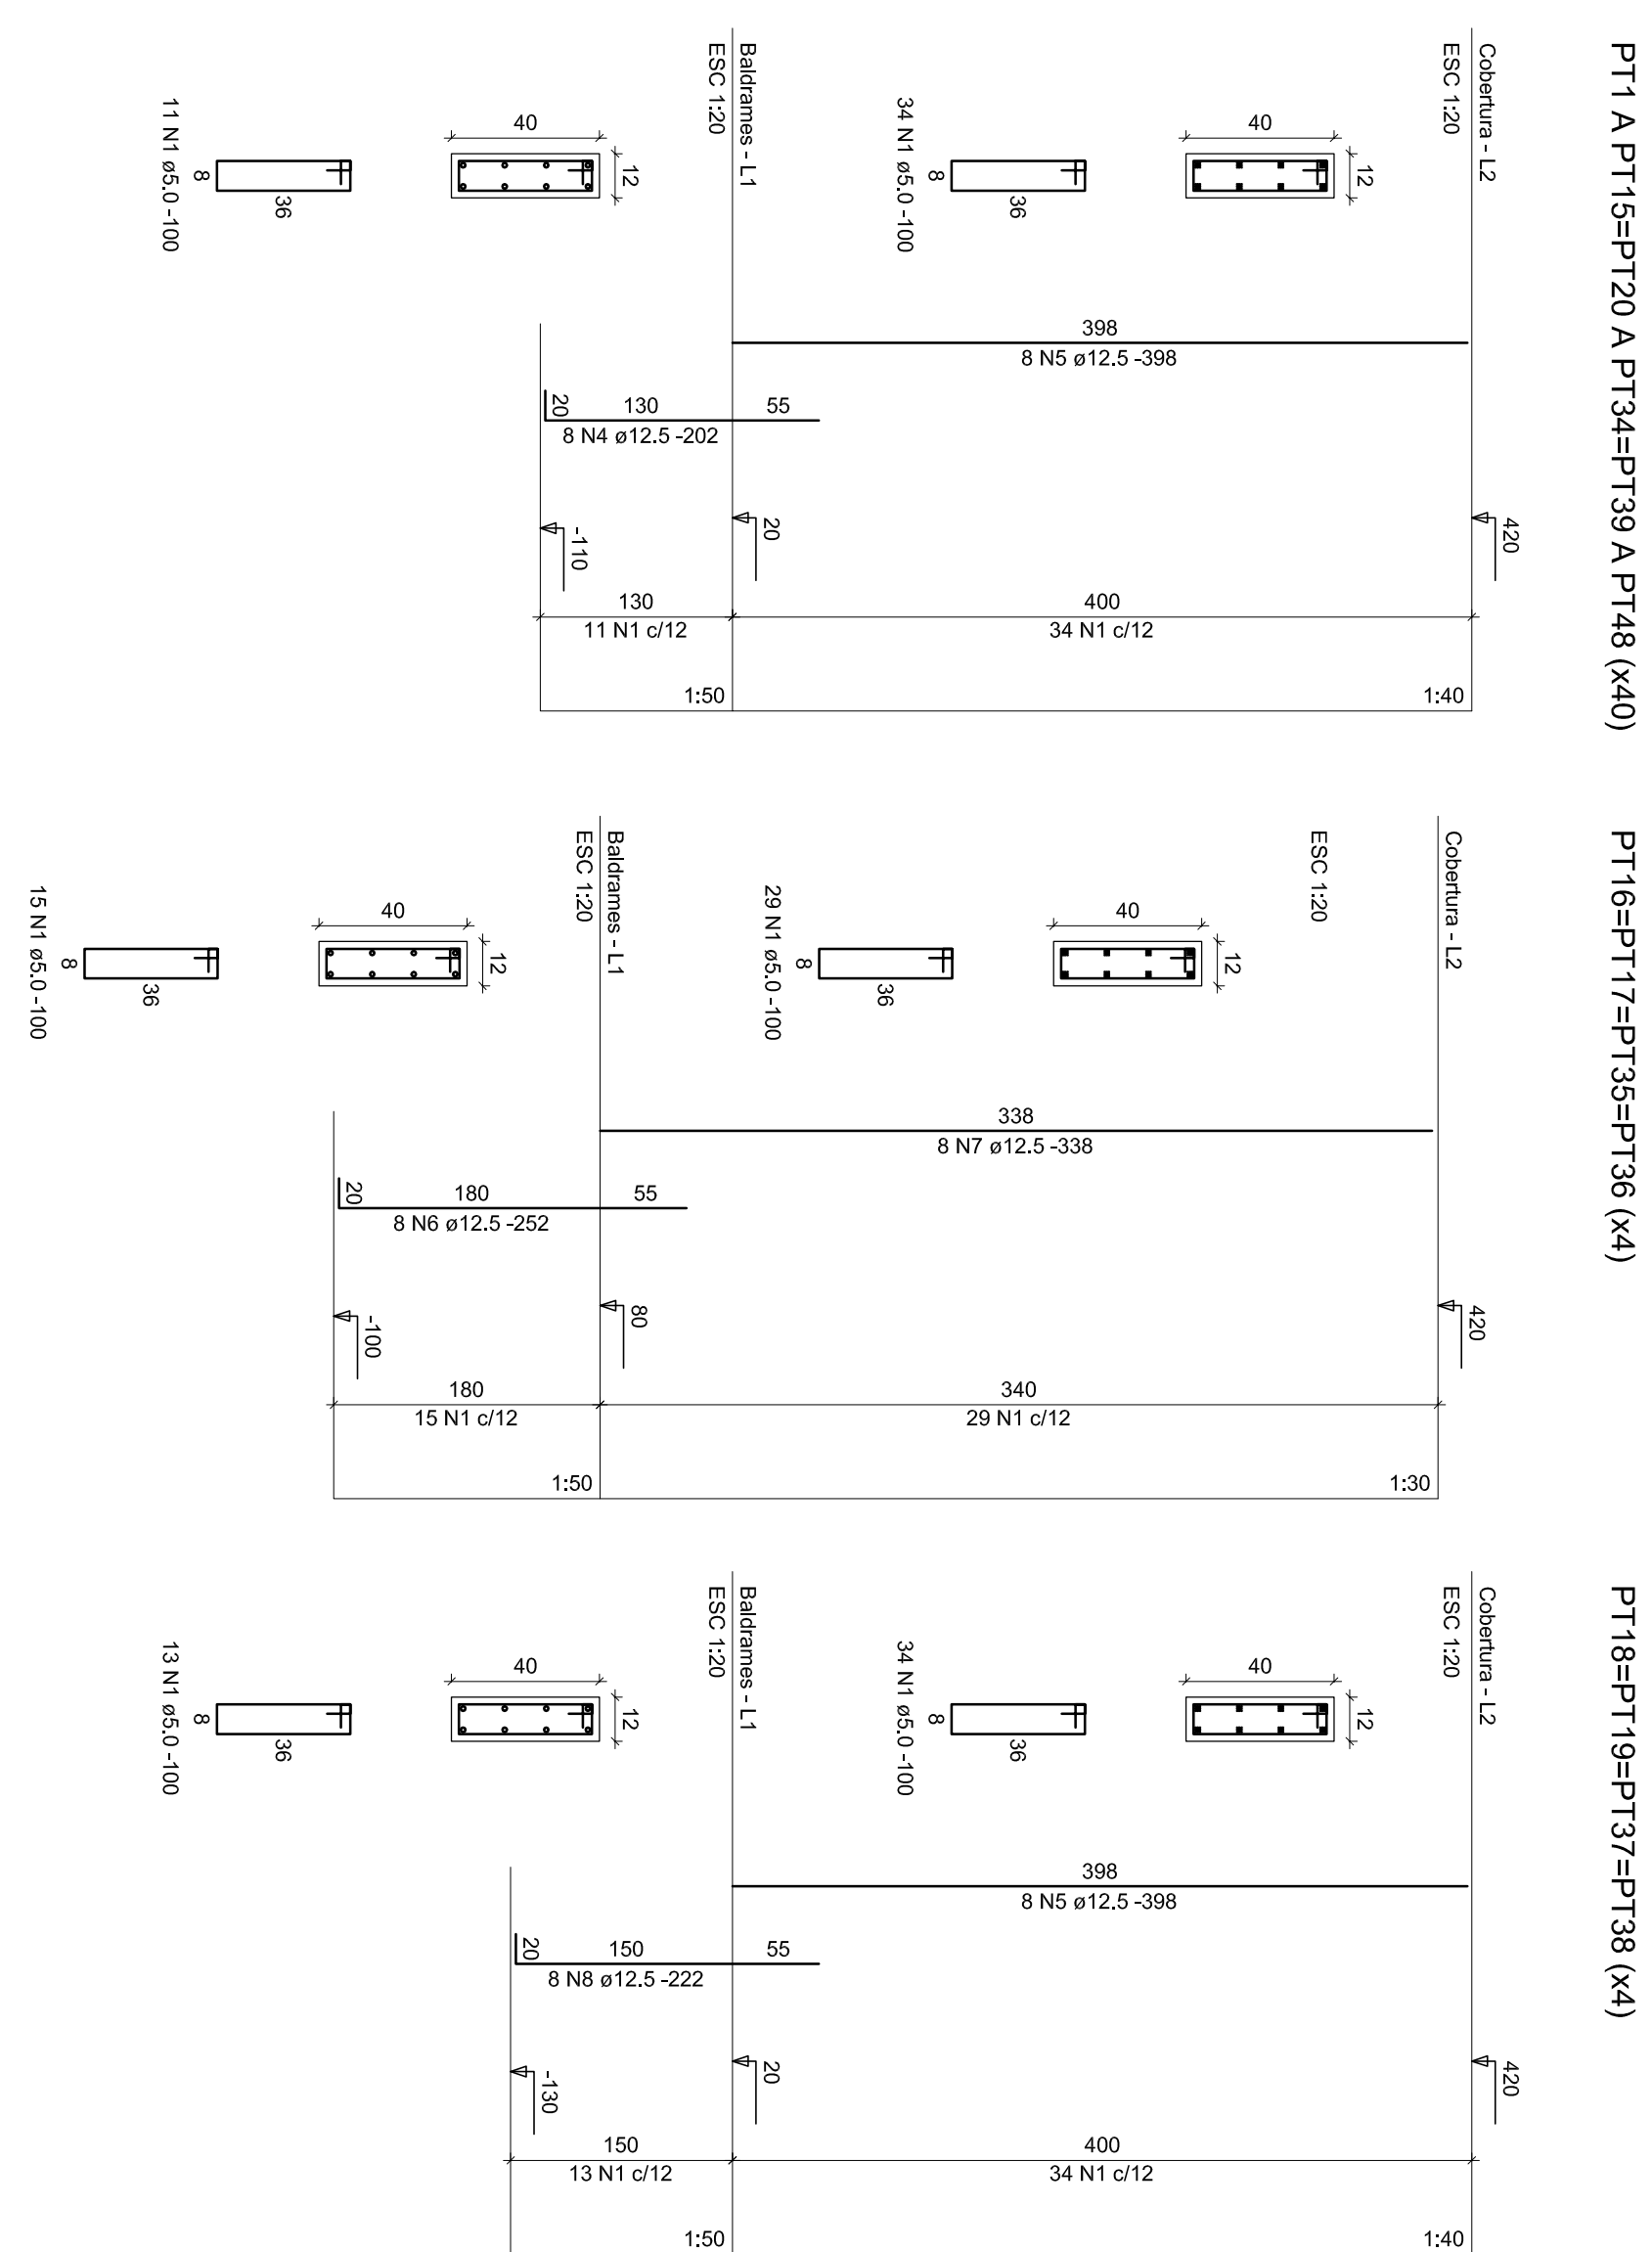 PT1 A PT15=PT20 A PT34=PT39 A PT48 (x40)
Cobertura - L2
ESC 1:20
40
12
34 N1 ø5.0 -100
8
36
398
8 N5 ø12.5 -398
420
400
34 N1 c/12
1:40
Baldrames - L1
ESC 1:20
40
12
11 N1 ø5.0 -100
8
36
20
130
55
8 N4 ø12.5 -202
20
-110
130
11 N1 c/12
1:50
PT16=PT17=PT35=PT36 (x4)
Cobertura - L2
ESC 1:20
40
12
29 N1 ø5.0 -100
8
36
338
8 N7 ø12.5 -338
420
340
29 N1 c/12
1:30
Baldrames - L1
ESC 1:20
40
12
15 N1 ø5.0 -100
8
36
20
180
55
8 N6 ø12.5 -252
80
-100
180
15 N1 c/12
1:50
PT18=PT19=PT37=PT38 (x4)
Cobertura - L2
ESC 1:20
40
12
34 N1 ø5.0 -100
8
36
398
8 N5 ø12.5 -398
420
400
34 N1 c/12
1:40
Baldrames - L1
ESC 1:20
40
12
13 N1 ø5.0 -100
8
36
20
150
55
8 N8 ø12.5 -222
20
-130
150
13 N1 c/12
1:50